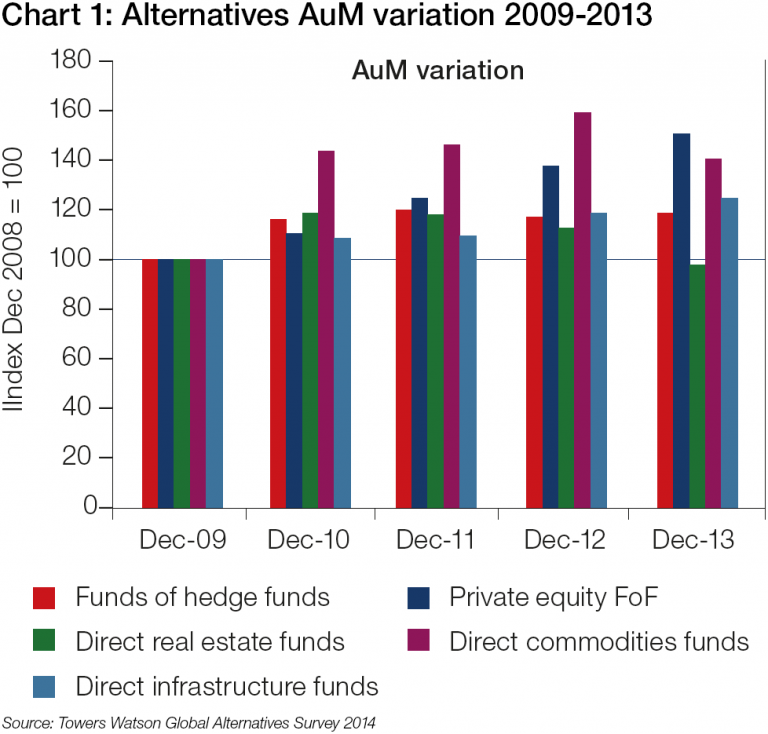 Chart 1: Alternatives AuM variation 2009-2013
AuM variation
IIndex Dec 2008 = 100
180
160
140
120
100
80
60
40
20
0
Dec-09 Dec-10 Dec-11 Dec-12 Dec-13
Funds of hedge funds Private equity FoF
Direct real estate funds Direct commodities funds
Direct infrastructure funds
Source: Towers Watson Global Alternatives Survey 2014